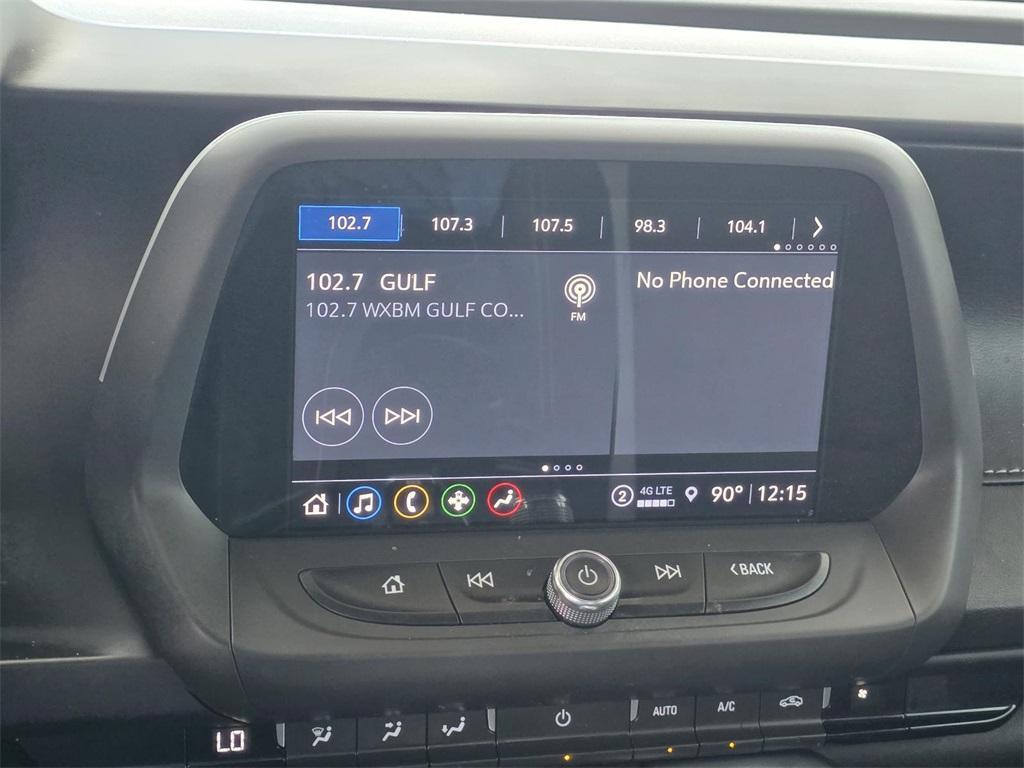 102.7 107.3 107.5 98.3 104.1
102.7 GULF
102.7 WXBM GULF CO...
FM
No Phone Connected
2 4G LTE 90° 12:15
BACK
LO
AUTO A/C